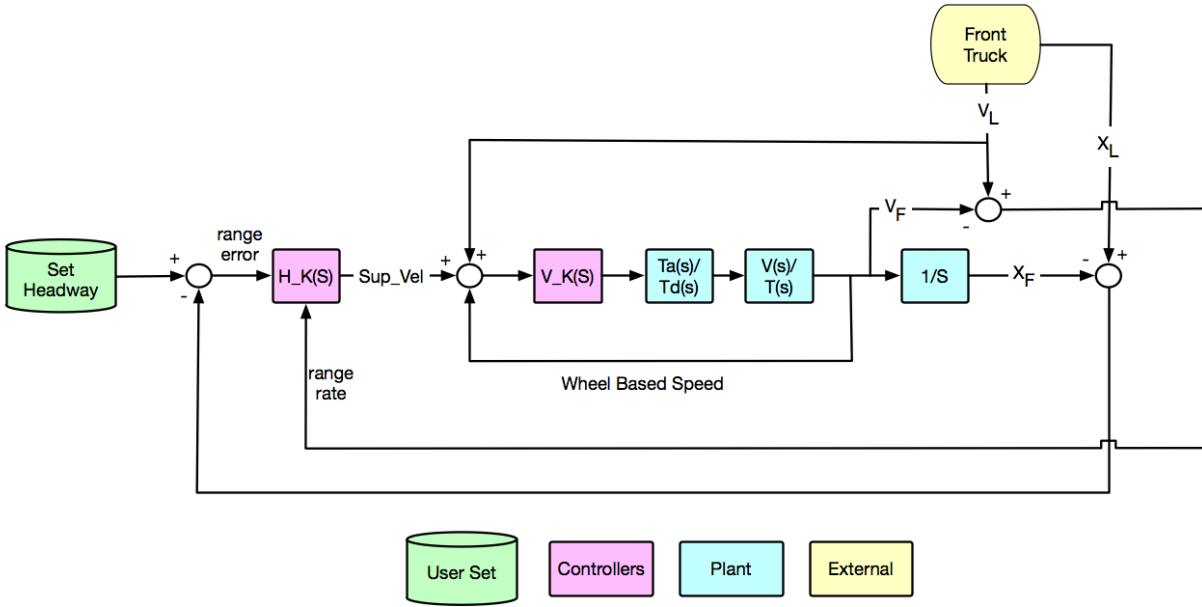 Front
Truck
V_L
X_L
+
+
+
V_F
-
range
error
+
-
Set
Headway
H_K(S)
Sup_Vel
+
+
V_K(S)
Ta(s)/
Td(s)
V(s)/
T(s)
1/S
X_F
-
-
+
range
rate
Wheel Based Speed
User Set
Controllers
Plant
External